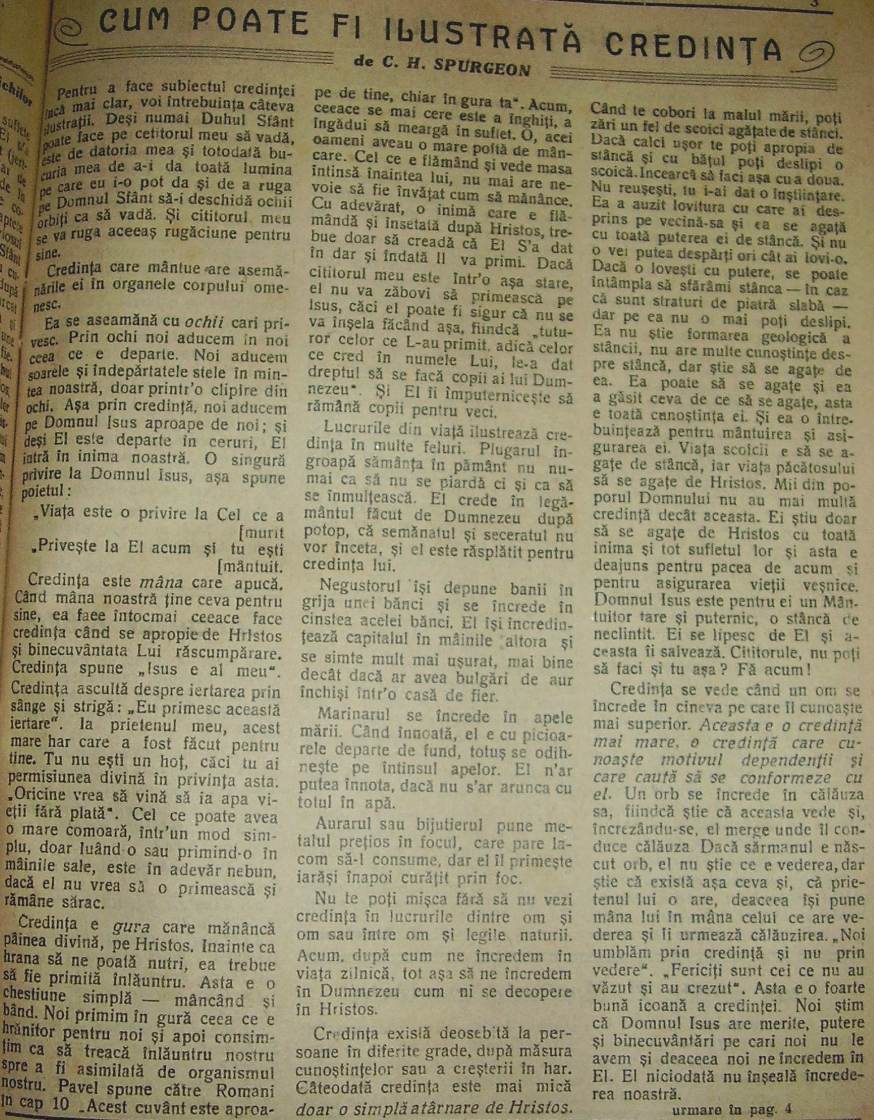 3
CUM POATE FI ILUSTRATĂ CREDINȚA
de C. H. SPURGEON
Pentru a face subiectul credinței
încă mai clar, voi întrebuința câteva
ilustrații. Deși numai Duhul Sfânt
poate face pe cetitorul meu să vadă,
este de datoria mea și totodată bu-
curia mea de a-i da toată lumina
pe care eu i-o pot da și de a ruga
pe Domnul Sfânt să-i deschidă ochii
orbiți ca să vadă. Și cititorul meu
se va ruga aceeaș rugăciune pentru
sine.
Credința care mântue are asemă-
nările ei în organele corpului ome-
nesc.
Ea se aseamănă cu ochii cari pri-
vesc. Prin ochi noi aducem în noi
ceea ce e departe. Noi aducem
soarele și îndepărtatele stele în min-
tea noastră, doar printr'o clipire din
ochi. Așa prin credință, noi aducem
pe Domnul Isus aproape de noi; și
deși El este departe în ceruri, El
intră în inima noastră. O singură
privire la Domnul Isus, așa spune
poietul:
„Viața este o privire la Cel ce a
[murit
„Privește la El acum și tu ești
[mântuit.
Credința este mâna care apucă.
Când mâna noastră ține ceva pentru
sine, ea faee întocmai ceeace face
credința când se apropie de Hristos
și binecuvântata Lui răscumpărare.
Credința spune „Isus e al meu“.
Credința ascultă despre iertarea prin
sânge și strigă: „Eu primesc această
iertare“. Ia prietenul meu, acest
mare har care a fost făcut pentru
tine. Tu nu ești un hoț, căci tu ai
permisiunea divină în privința asta.
„Oricine vrea să vină să ia apa vi-
eții fără plată“. Cel ce poate avea
o mare comoară, într'un mod sim-
plu, doar luând o sau primind-o în
mâinile sale, este în adevăr nebun,
dacă el nu vrea să o primească și
rămâne sărac.
Credința e gura care mănâncă
pâinea divină, pe Hristos. Inainte ca
hrana să ne poată nutri, ea trebue
să fie primită înlăuntru. Asta e o
chestiune simplă — mâncând și
bând. Noi primim în gură ceea ce e
hrănitor pentru noi și apoi consim-
țim ca să treacă înlăuntru nostru
spre a fi asimilată de organismul
nostru. Pavel spune către Romani
în cap 10 „Acest cuvânt este aproa-
pe de tine, chiar în gura ta“. Acum,
ceeace se mai cere este a înghiți, a
îngădui să meargă în suflet. O, acei
oameni aveau o mare poftă de mân-
care. Cel ce e flămând și vede masa
întinsă înaintea lui, nu mai are ne-
voie să fie învățat cum să mănânce.
Cu adevărat, o inimă care e flă-
mândă și însetată după Hristos, tre-
bue doar să creadă că El S'a dat
în dar și îndată Il va primi. Dacă
cititorul meu este într'o așa stare,
el nu va zăbovi să primească pe
Isus, căci el poate fi sigur că nu se
va înșela făcând așa, fiindcă „tutu-
ror celor ce L-au primit, adică celor
ce cred în numele Lui, le-a dat
dreptul să se facă copii ai lui Dum-
nezeu“. Și El îi împuternicește să
rămână copii pentru veci.
Lucrurile din viață ilustrează cre-
dința în multe feluri. Plugarul în-
groapă sămânța în pământ nu nu-
mai ca să nu se piardă ci și ca să
se înmulțească. El crede în legă-
mântul făcut de Dumnezeu după
potop, că semănatul și seceratul nu
vor înceta, și el este răsplătit pentru
credința lui.
Negustorul își depune banii în
grija unei bănci și se încrede în
cinstea acelei bănci. El își încredin-
țează capitalul în mâinile altora și
se simte mult mai ușurat, mai bine
decât dacă ar avea bulgări de aur
închiși într'o casă de fier.
Marinarul se încrede în apele
mării. Când înnoată, el e cu picioa-
rele departe de fund, totuș se odih-
nește pe întinsul apelor. El n'ar
putea înnota, dacă nu s'ar arunca cu
totul în apă.
Aurarul sau bijutierul pune me-
talul prețios în focul, care pare la-
com să-l consume, dar el îl primește
iarăși înapoi curățit prin foc.
Nu te poți mișca fără să nu vezi
credința în lucrurile dintre om și
om sau între om și legile naturii.
Acum, după cum ne încredem în
viața zilnică, tot așa să ne încredem
în Dumnezeu cum ni se decopere
în Hristos.
Credința există deosebită la per-
soane în diferite grade, după măsura
cunoștințelor sau a creșterii în har.
Câteodată credința este mai mică
doar o simplă atârnare de Hristos.
Când te cobori la malul mării, poți
zări un fel de scoici agățate de stânci.
Dacă calci ușor te poți apropia de
stâncă și cu bățul poți deslipi o
scoică. Incearcă să faci așa cu a doua.
Nu reușești, tu i-ai dat o înștiințare.
Ea a auzit lovitura cu care ai des-
prins pe vecină-sa și ea se agață
cu toată puterea ei de stâncă. Și nu
o vei putea despărți ori cât ai lovi-o.
Dacă o lovești cu putere, se poate
întâmpla să sfărâmi stânca — în caz
că sunt straturi de piatră slabă —
dar pe ea nu o mai poți deslipi.
Ea nu știe formarea geologică a
stâncii, nu are multe cunoștințe des-
pre stâncă, dar știe să se agațe de
ea. Ea poate să se agațe și ea
a găsit ceva de ce să se agațe, asta
e toată cunoștința ei. Și ea o între-
buințează pentru mântuirea și asi-
gurarea ei. Viața scoicii e să se a-
gațe de stâncă, iar viața păcătosului
să se agațe de Hristos. Mii din po-
porul Domnului nu au mai multă
credință decât aceasta. Ei știu doar
să se agațe de Hristos cu toată
inima și tot sufletul lor și asta e
deajuns pentru pacea de acum și
pentru asigurarea vieții veșnice.
Domnul Isus este pentru ei un Mân-
tuitor tare și puternic, o stâncă de
neclintit. Ei se lipesc de El și a-
ceasta îi salvează. Cititorule, nu poți
să faci și tu așa? Fă acum!
Credința se vede când un om se
încrede în cineva pe care îl cunoaște
mai superior. Aceasta e o credință
mai mare, o credință care cu-
noaște motivul dependenții și
care caută să se conformeze cu
el. Un orb se încrede în călăuza
sa, fiindcă știe că aceasta vede și,
încrezându-se, el merge unde îl con-
duce călăuza Dacă sărmanul e năs-
cut orb, el nu știe ce e vederea, dar
știe că există așa ceva și, că prie-
tenul lui o are, deaceea își pune
mâna lui în mâna celui ce are ve-
derea și îi urmează călăuzirea. „Noi
umblăm prin credință și nu prin
vedere“. „Fericiți sunt cei ce nu au
văzut și au crezut“. Asta e o foarte
bună icoană a credinței. Noi știm
că Domnul Isus are merite, putere
și binecuvântări pe cari noi nu le
avem și deaceea noi ne încredem în
El. El niciodată nu înșeală încrede-
rea noastră.
urmare în pag. 4